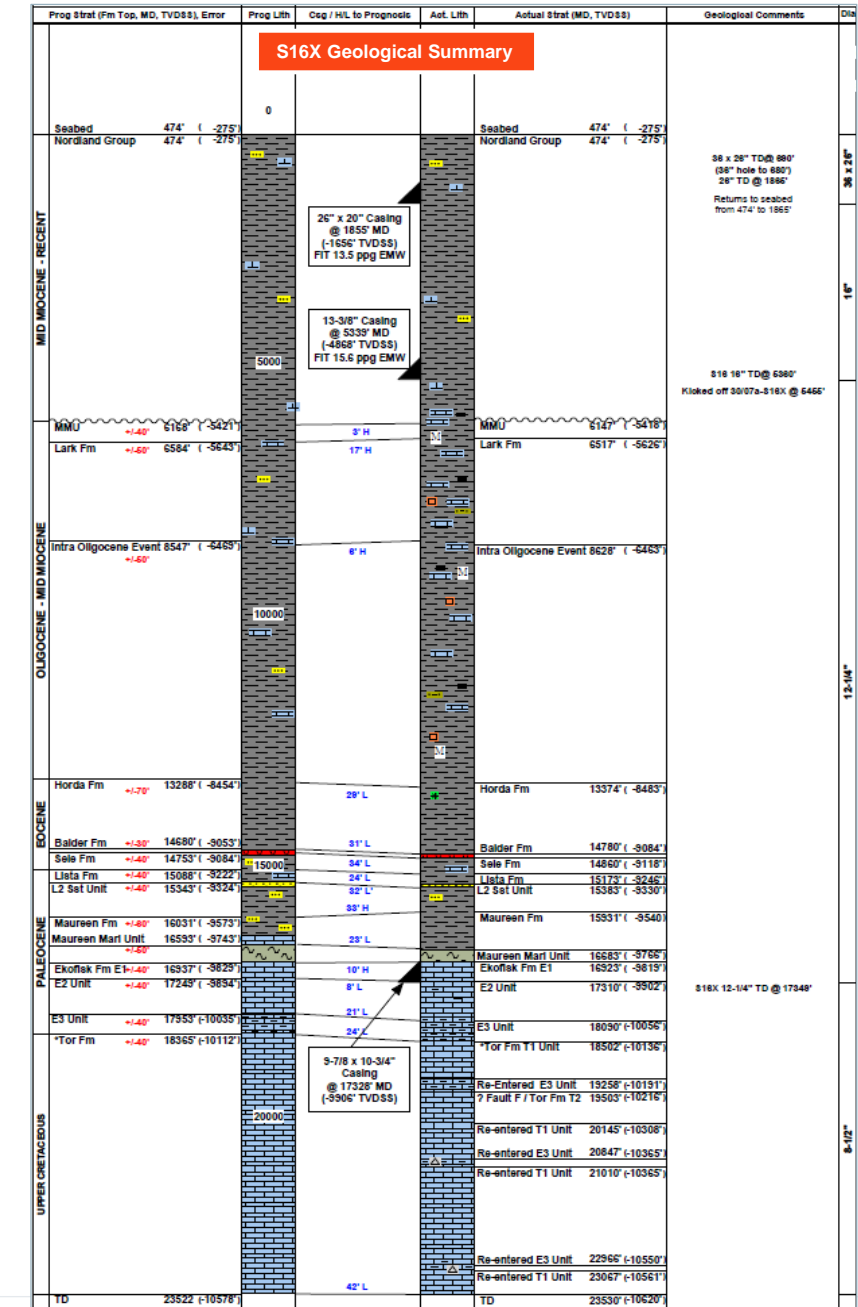 Prog Strat (Fm Top, MD, TVDSS), Error
Prog Lith
Csg / H/L to Prognosis
Act. Lith
Actual Strat (MD, TVDSS)
Geological Comments
Dia
S16X Geological Summary
0
Seabed 474' ( -275')
Nordland Group 474' ( -275')
Seabed 474' ( -275')
Nordland Group 474' ( -275')
36 x 26" TD@ 680'
(36" hole to 680')
26" TD @ 1865'
Returns to seabed
from 474' to 1865'
36 x 26"
MID MIOCENE - RECENT
26" x 20" Casing
@ 1855' MD
(-1656' TVDSS)
FIT 13.5 ppg EMW
16"
13-3/8" Casing
@ 5339' MD
(-4868' TVDSS)
FIT 15.6 ppg EMW
5000
S16 16" TD@ 5360'
Kicked off 30/07a-S16X @ 5455'
MMU +/-40' 6168' ( -5421')
3' H
MMU 6147' ( -5418')
Lark Fm +/-50' 6584' ( -5643')
17' H
M
Lark Fm 6517' ( -5626')
OLIGOCENE - MID MIOCENE
Intra Oligocene Event 8547' ( -6469')
+/-50'
6' H
Intra Oligocene Event 8628' ( -6463')
M
10000
12-1/4"
M
EOCENE
Horda Fm +/-70' 13288' ( -8454')
29' L
Horda Fm 13374' ( -8483')
Balder Fm +/-30' 14680' ( -9053')
31' L
Balder Fm 14780' ( -9084')
Sele Fm +/-40' 14753' ( -9084')
15000
34' L
Sele Fm 14860' ( -9118')
PALEOCENE
Lista Fm +/-40' 15088' ( -9222')
24' L
Lista Fm 15173' ( -9246')
L2 Sst Unit +/-40' 15343' ( -9324')
32' L'
L2 Sst Unit 15383' ( -9330')
33' H
Maureen Fm +/-60' 16031' ( -9573')
Maureen Fm 15931' ( -9540')
Maureen Marl Unit 16593' ( -9743')
+/-50'
23' L
Maureen Marl Unit 16683' ( -9766')
Ekofisk Fm E1 +/-40' 16937' ( -9829')
10' H
Ekofisk Fm E1 16923' ( -9819')
E2 Unit +/-40' 17249' ( -9894')
8' L
E2 Unit 17310' ( -9902')
S16X 12-1/4" TD @ 17349'
E3 Unit +/-40' 17953' (-10035')
21' L
E3 Unit 18090' (-10056')
*Tor Fm +/-40' 18365' (-10112')
24' L
*Tor Fm T1 Unit 18502' (-10136')
9-7/8 x 10-3/4"
Casing
@ 17328' MD
(-9906' TVDSS)
UPPER CRETACEOUS
20000
Re-Entered E3 Unit 19258' (-10191')
? Fault F / Tor Fm T2 19503' (-10216')
Re-entered T1 Unit 20145' (-10308')
8-1/2"
Re-entered E3 Unit 20847' (-10365')
Re-entered T1 Unit 21010' (-10365')
Re-entered E3 Unit 22966' (-10550')
Re-entered T1 Unit 23067' (-10561')
42' L
TD 23522 (-10578')
TD 23530' (-10620')